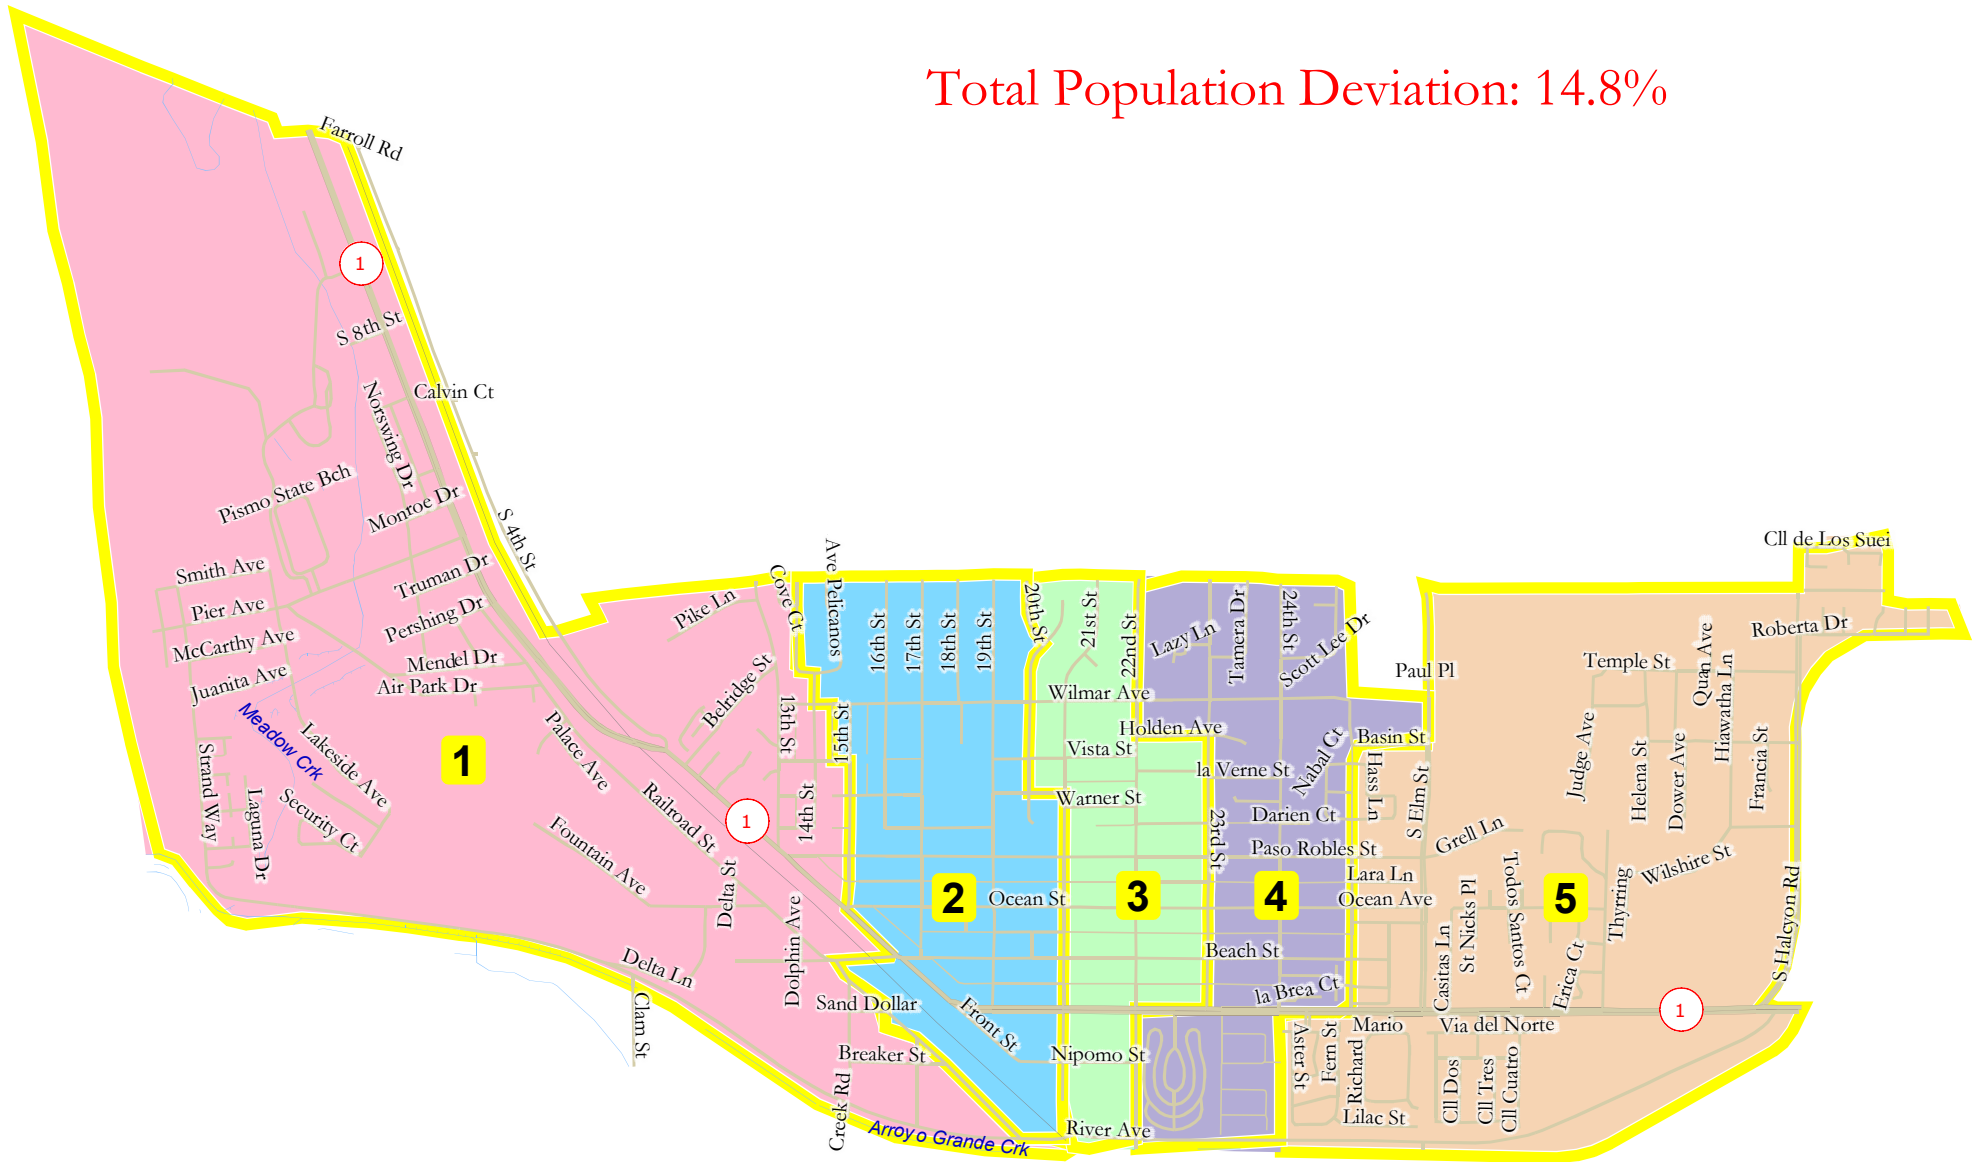 Total Population Deviation: 14.8%
Farroll Rd
1
S 8th St
Calvin Ct
Norswing Dr
Pismo State Bch
Monroe Dr
S 4th St
Smith Ave
Truman Dr
Pier Ave
Pershing Dr
McCarthy Ave
Mendel Dr
Juanita Ave
Air Park Dr
Meadow Crk
Lakeside Ave
Strand Way
Laguna Dr
Security Ct
1
Palace Ave
Railroad St
Fountain Ave
Delta St
Dolphin Ave
Delta Ln
Clam St
Pike Ln
Cove Ct
Belridge St
13th St
14th St
15th St
1
Sand Dollar
Breaker St
Creek Rd
Arroyo Grande Crk
Ave Pelicanos
16th St
17th St
18th St
19th St
20th St
2
Ocean St
Front St
21st St
22nd St
Wilmar Ave
Holden Ave
Vista St
Warner St
3
Nipomo St
River Ave
Lazy Ln
Tamera Dr
24th St
Scott Lee Dr
la Verne St
Nabal Ct
Darien Ct
23rd St
Paso Robles St
4
Lara Ln
Ocean Ave
Beach St
la Brea Ct
Paul Pl
Basin St
Hass Ln
S Elm St
Grell Ln
Cll de Los Suei
Roberta Dr
Temple St
Quan Ave
Hiawatha Ln
Judge Ave
Helena St
Dower Ave
Francia St
Wilshire St
5
Thyrring
Todos Santos Ct
St Nicks Pl
Casitas Ln
Erica Ct
S Halcyon Rd
1
Aster St
Fern St
Richard
Mario
Via del Norte
Lilac St
Cll Dos
Cll Tres
Cll Cuatro